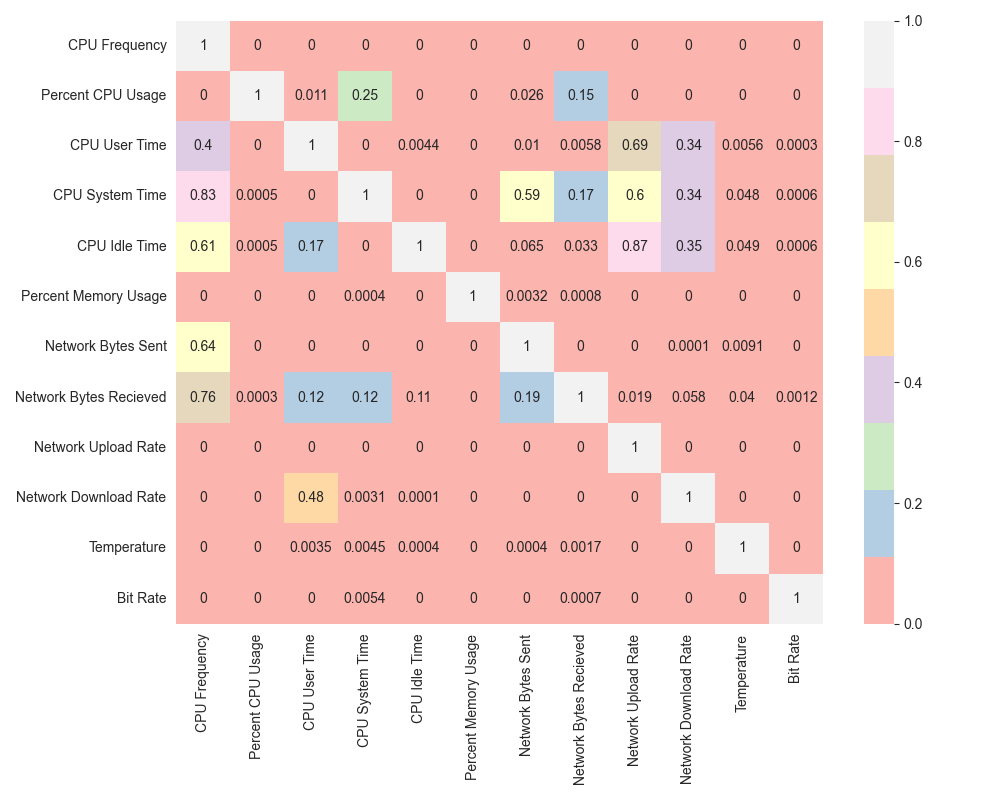 CPU Frequency 1 0 0 0 0 0 0 0 0 0 0 0
Percent CPU Usage 0 1 0.011 0.25 0 0 0.026 0.15 0 0 0 0
CPU User Time 0.4 0 1 0 0.0044 0 0.01 0.0058 0.69 0.34 0.0056 0.0003
CPU System Time 0.83 0.0005 0 1 0 0 0.59 0.17 0.6 0.34 0.048 0.0006
CPU Idle Time 0.61 0.0005 0.17 0 1 0 0.065 0.033 0.87 0.35 0.049 0.0006
Percent Memory Usage 0 0 0 0.0004 0 1 0.0032 0.0008 0 0 0 0
Network Bytes Sent 0.64 0 0 0 0 0 1 0 0 0.0001 0.0091 0
Network Bytes Recieved 0.76 0.0003 0.12 0.12 0.11 0 0.19 1 0.019 0.058 0.04 0.0012
Network Upload Rate 0 0 0 0 0 0 0 0 1 0 0 0
Network Download Rate 0 0 0.48 0.0031 0.0001 0 0 0 0 1 0 0
Temperature 0 0 0.0035 0.0045 0.0004 0 0.0004 0.0017 0 0 1 0
Bit Rate 0 0 0 0.0054 0 0 0 0.0007 0 0 0 1
CPU Frequency
Percent CPU Usage
CPU User Time
CPU System Time
CPU Idle Time
Percent Memory Usage
Network Bytes Sent
Network Bytes Recieved
Network Upload Rate
Network Download Rate
Temperature
Bit Rate
1.0
0.8
0.6
0.4
0.2
0.0